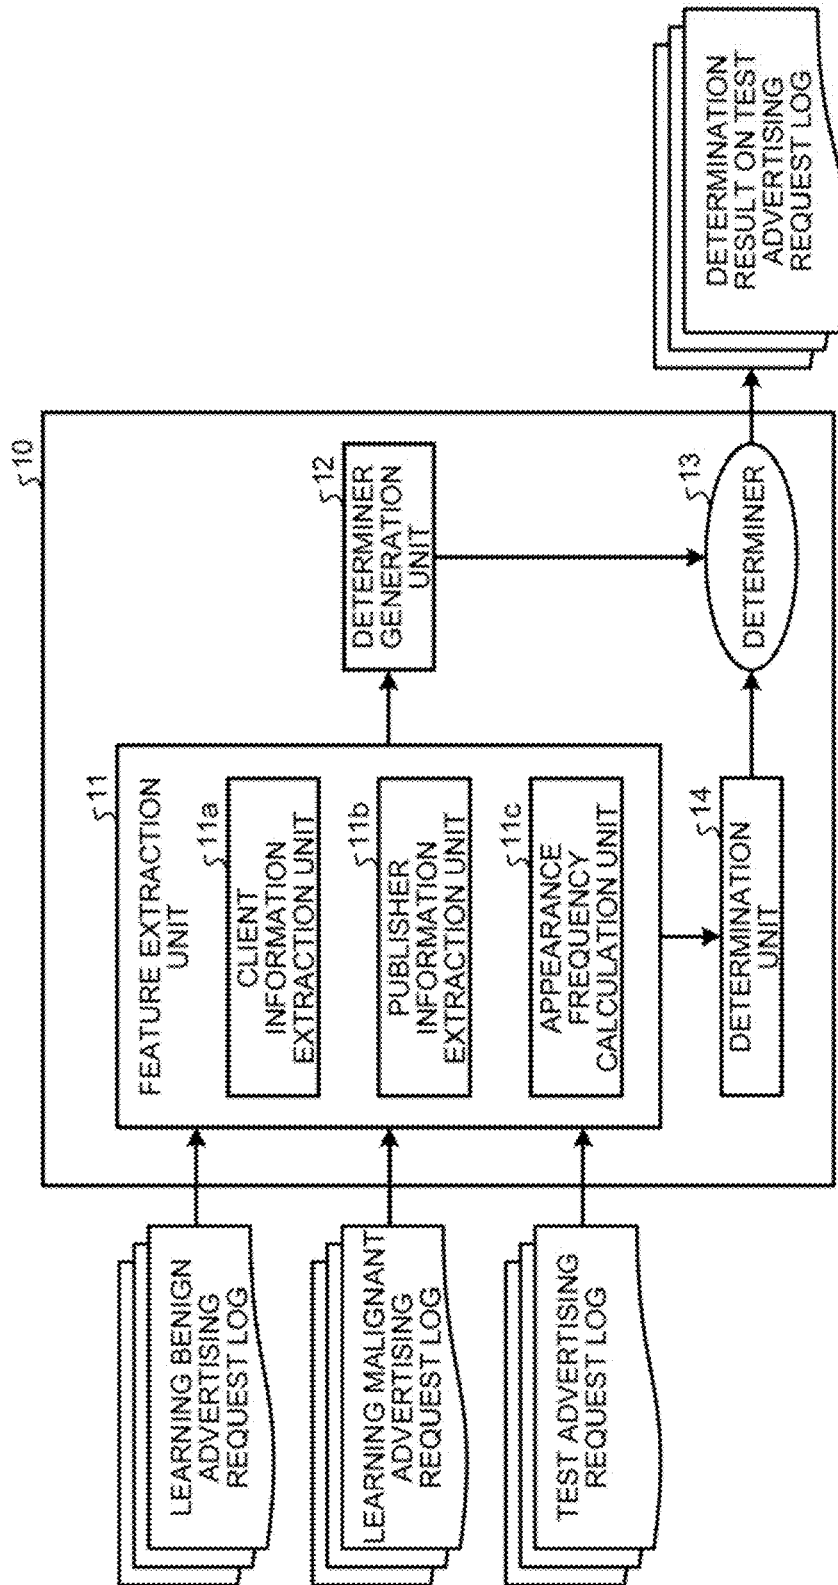 10
LEARNING BENIGN
ADVERTISING
REQUEST LOG
LEARNING MALIGNANT
ADVERTISING
REQUEST LOG
TEST ADVERTISING
REQUEST LOG
11
FEATURE EXTRACTION
UNIT
11a
CLIENT
INFORMATION
EXTRACTION UNIT
11b
PUBLISHER
INFORMATION
EXTRACTION UNIT
11c
APPEARANCE
FREQUENCY
CALCULATION UNIT
12
DETERMINER
GENERATION
UNIT
14
DETERMINATION
UNIT
13
DETERMINER
DETERMINATION
RESULT ON TEST
ADVERTISING
REQUEST LOG